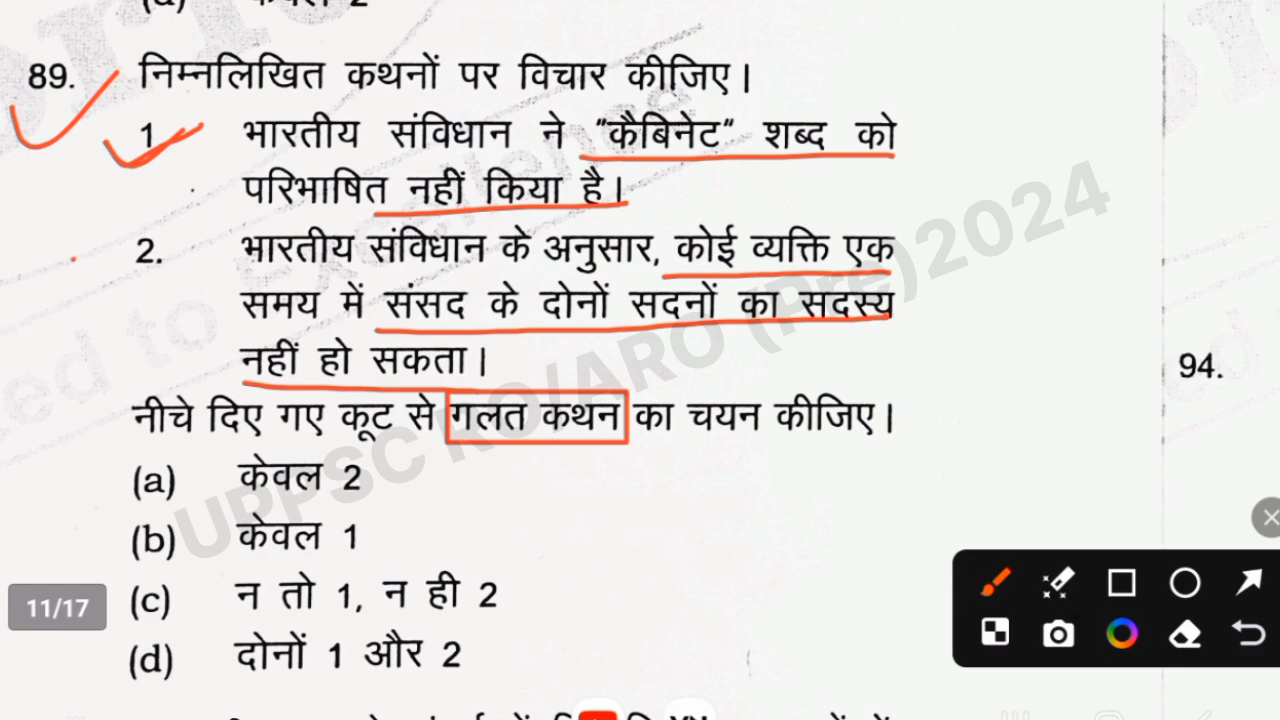 (d) केवल 2
89. निम्नलिखित कथनों पर विचार कीजिए।
1 भारतीय संविधान ने "कैबिनेट" शब्द को
परिभाषित नहीं किया है।
2. भारतीय संविधान के अनुसार, कोई व्यक्ति एक
समय में संसद के दोनों सदनों का सदस्य
नहीं हो सकता।
नीचे दिए गए कूट से गलत कथन का चयन कीजिए।
(a) केवल 2
(b) केवल 1
(c) न तो 1, न ही 2
(d) दोनों 1 और 2
94.
11/17
UPPSC RO/ARO (Pre) 2024